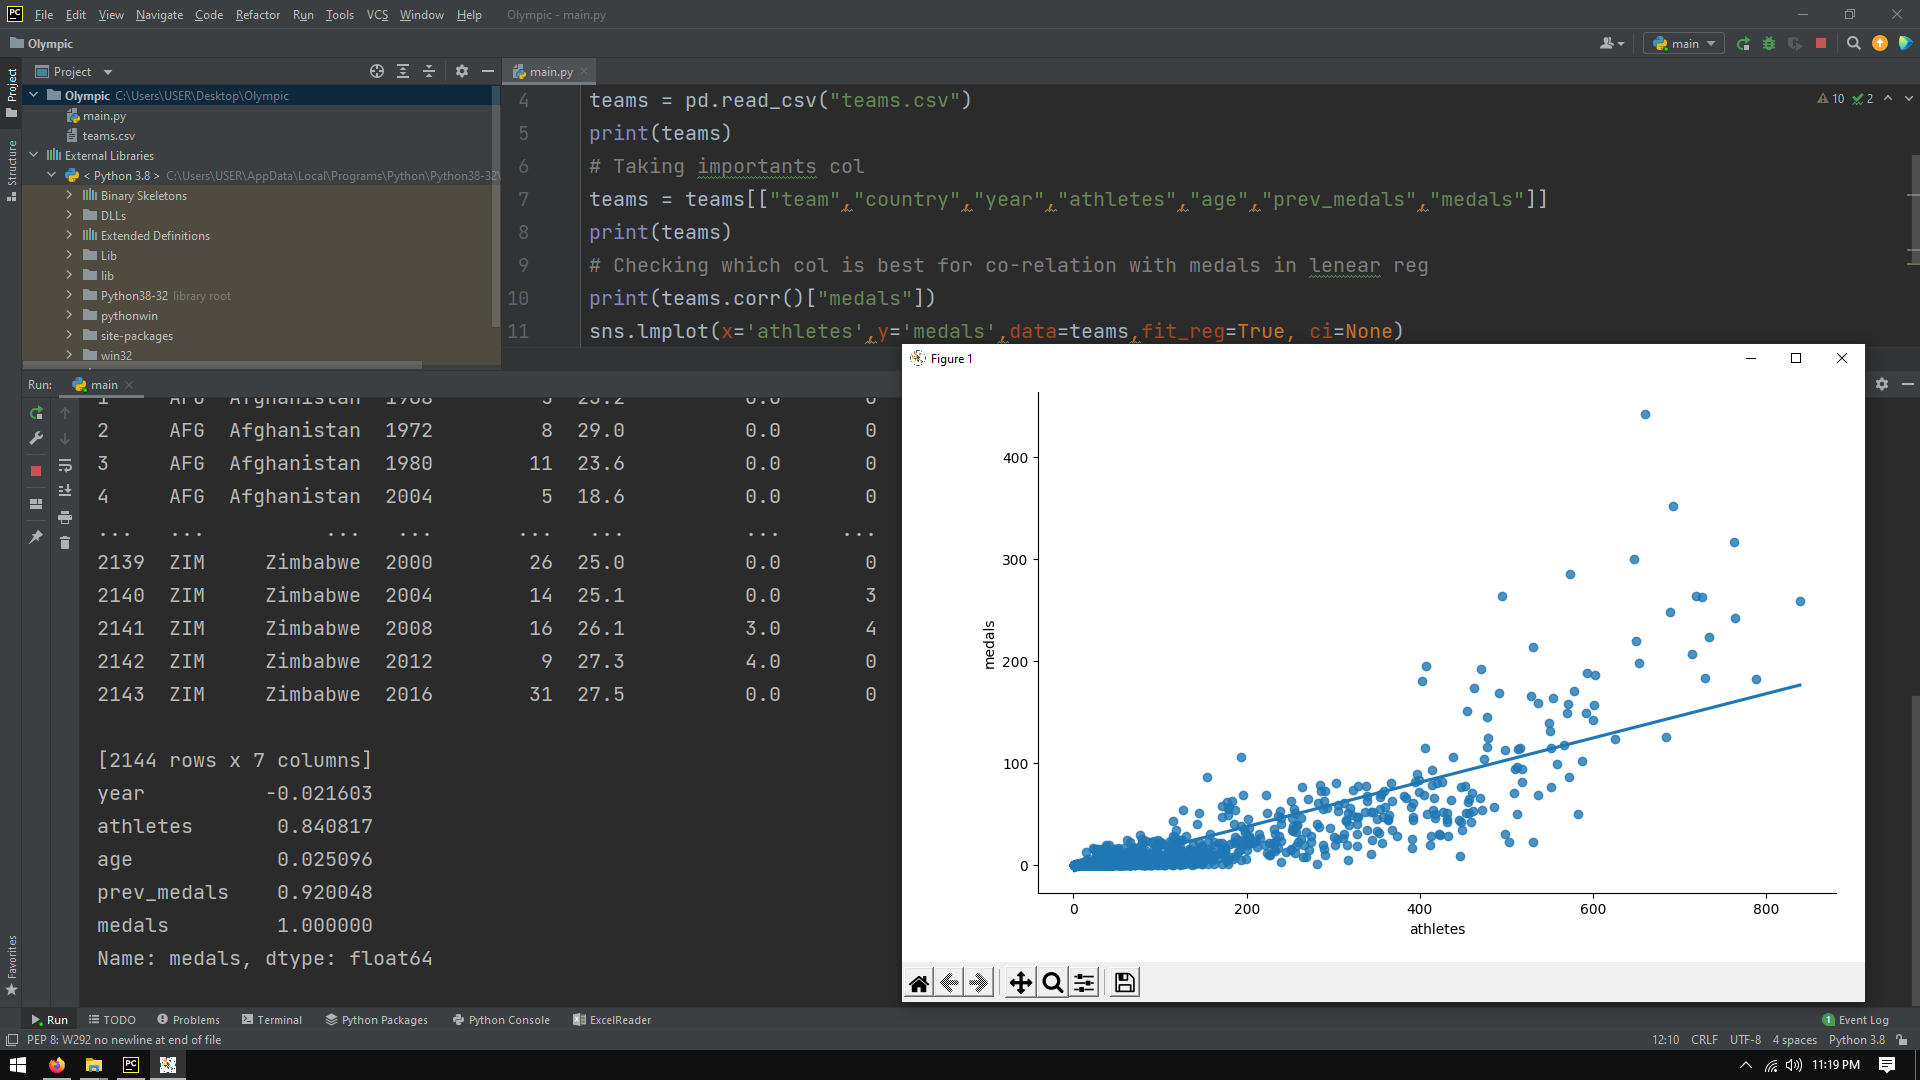 File Edit View Navigate Code Refactor Run Tools VCS Window Help Olympic - main.py
Olympic
main
Project
main.py
Olympic C:\Users\USER\Desktop\Olympic
main.py
teams.csv
External Libraries
< Python 3.8 > C:\Users\USER\AppData\Local\Programs\Python\Python38-32\
Binary Skeletons
DLLs
Extended Definitions
Lib
lib
Python38-32 library root
pythonwin
site-packages
win32
Project
Structure
Favorites
10 2
4 teams = pd.read_csv("teams.csv")
5 print(teams)
6 # Taking importants col
7 teams = teams[["team","country","year","athletes","age","prev_medals","medals"]]
8 print(teams)
9 # Checking which col is best for co-relation with medals in lenear reg
10 print(teams.corr()["medals"])
11 sns.lmplot(x='athletes',y='medals',data=teams,fit_reg=True, ci=None)
Run: main
2 AFG Afghanistan 1972 8 29.0 0.0 0
3 AFG Afghanistan 1980 11 23.6 0.0 0
4 AFG Afghanistan 2004 5 18.6 0.0 0
... ... ... ... ... ... ... ...
2139 ZIM Zimbabwe 2000 26 25.0 0.0 0
2140 ZIM Zimbabwe 2004 14 25.1 0.0 3
2141 ZIM Zimbabwe 2008 16 26.1 3.0 4
2142 ZIM Zimbabwe 2012 9 27.3 4.0 0
2143 ZIM Zimbabwe 2016 31 27.5 0.0 0
[2144 rows x 7 columns]
year -0.021603
athletes 0.840817
age 0.025096
prev_medals 0.920048
medals 1.000000
Name: medals, dtype: float64
Figure 1
400
300
200
100
0
medals
0 200 400 600 800
athletes
Run TODO Problems Terminal Python Packages Python Console ExcelReader
1 Event Log
PEP 8: W292 no newline at end of file
12:10 CRLF UTF-8 4 spaces Python 3.8
11:19 PM